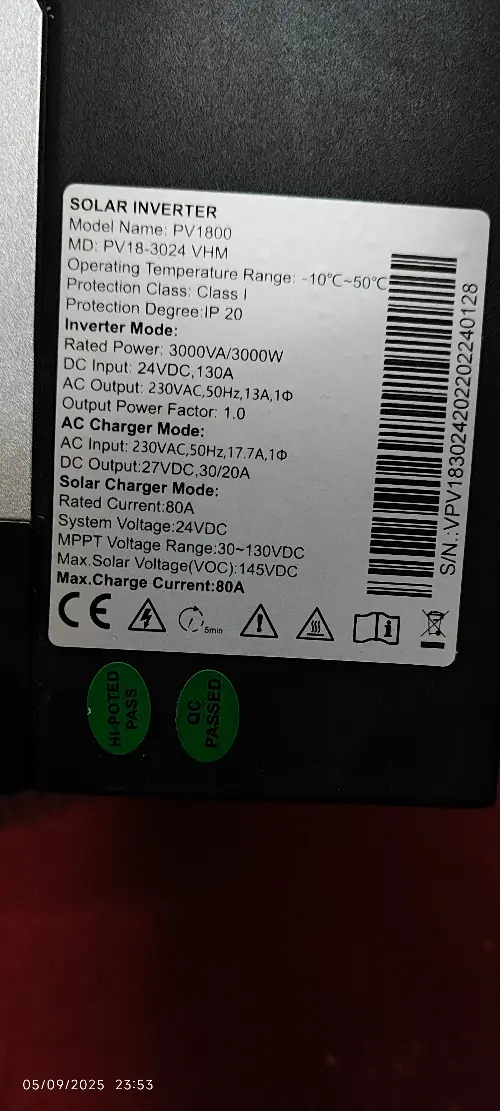 SOLAR INVERTER
Model Name: PV1800
MD: PV18-3024 VHM
Operating Temperature Range: -10℃~50℃
Protection Class: Class I
Protection Degree:IP 20
Inverter Mode:
Rated Power: 3000VA/3000W
DC Input: 24VDC,130A
AC Output: 230VAC,50Hz,13A,1Φ
Output Power Factor: 1.0
AC Charger Mode:
AC Input: 230VAC,50Hz,17.7A,1Φ
DC Output:27VDC,30/20A
Solar Charger Mode:
Rated Current:80A
System Voltage:24VDC
MPPT Voltage Range:30~130VDC
Max.Solar Voltage(VOC):145VDC
Max.Charge Current:80A
CE
5min
S/N.:VPV18302420220224​0128
HI-POTED
PASS
QC
PASSED
05/09/2025 23:53